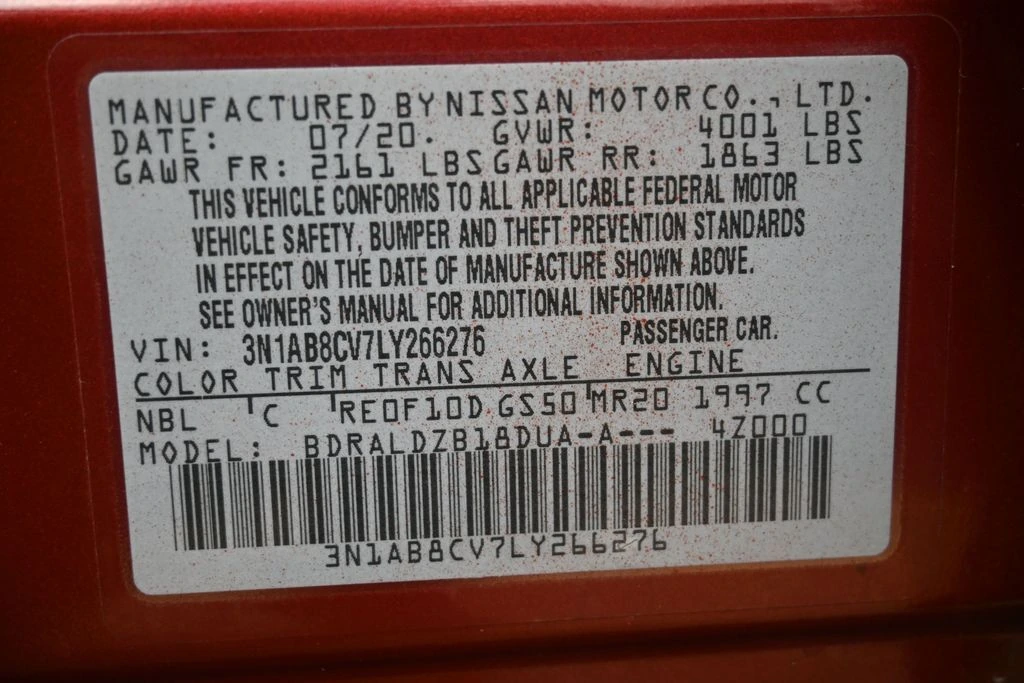 MANUFACTURED BY NISSAN MOTOR CO., LTD.
DATE: 07/20. GVWR: 4001 LBS
GAWR FR: 2161 LBS GAWR RR: 1863 LBS
THIS VEHICLE CONFORMS TO ALL APPLICABLE FEDERAL MOTOR
VEHICLE SAFETY, BUMPER AND THEFT PREVENTION STANDARDS
IN EFFECT ON THE DATE OF MANUFACTURE SHOWN ABOVE.
SEE OWNER'S MANUAL FOR ADDITIONAL INFORMATION.
VIN: 3N1AB8CV7LY266276 PASSENGER CAR.
COLOR TRIM TRANS AXLE ENGINE
NBL C RE0F10D GS50 MR20 1997 CC
MODEL: BDRALDZB18DUA-A--- 4Z000
3N1AB8CV7LY266276